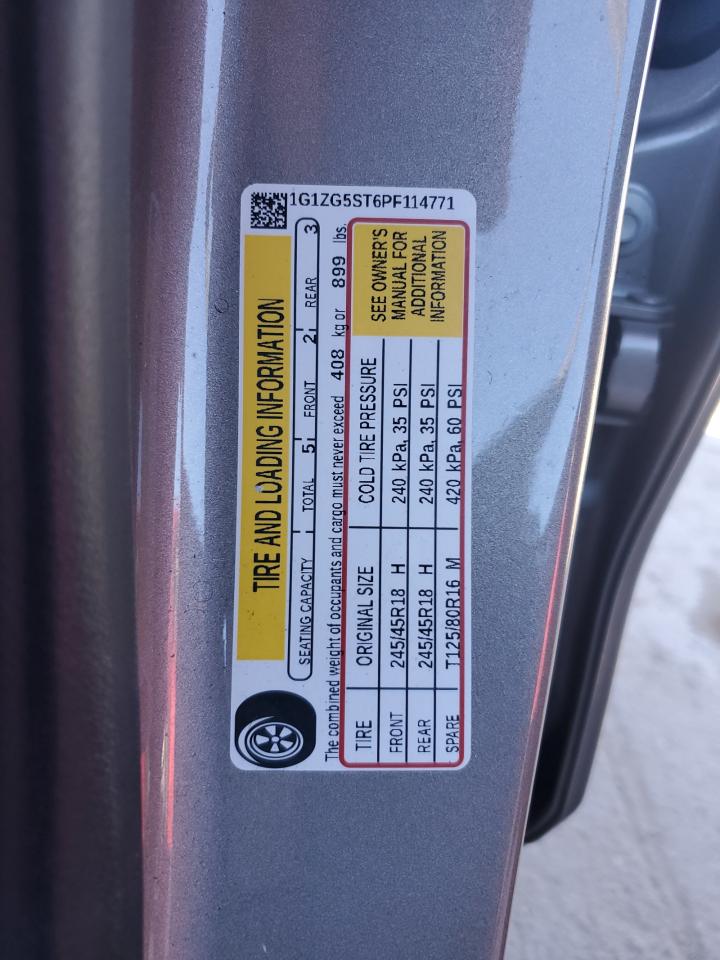 1G1ZG5ST6PF114771
TIRE AND LOADING INFORMATION
SEATING CAPACITY TOTAL 5 FRONT 2 REAR 3
The combined weight of occupants and cargo must never exceed 408 kg or 899 lbs.
TIRE ORIGINAL SIZE COLD TIRE PRESSURE
FRONT 245/45R18 H 240 kPa, 35 PSI
REAR 245/45R18 H 240 kPa, 35 PSI
SPARE T125/80R16 M 420 kPa, 60 PSI
SEE OWNER'S
MANUAL FOR
ADDITIONAL
INFORMATION